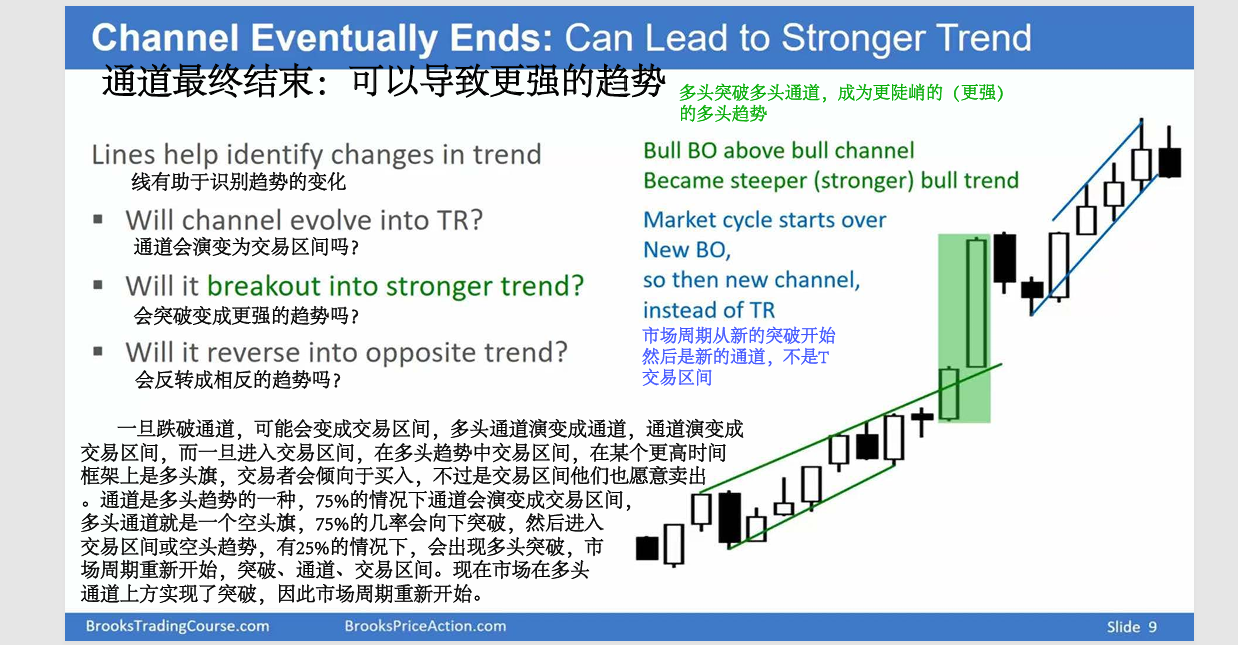 Channel Eventually Ends: Can Lead to Stronger Trend
通道最终结束：可以导致更强的趋势
Lines help identify changes in trend
线有助于识别趋势的变化
▪ Will channel evolve into TR?
通道会演变为交易区间吗?
▪ Will it breakout into stronger trend?
会突破变成更强的趋势吗?
▪ Will it reverse into opposite trend?
会反转成相反的趋势吗?
多头突破多头通道，成为更陡峭的（更强）
的多头趋势
Bull BO above bull channel
Became steeper (stronger) bull trend
Market cycle starts over
New BO,
so then new channel,
instead of TR
市场周期从新的突破开始
然后是新的通道，不是T
交易区间
一旦跌破通道，可能会变成交易区间，多头通道演变成通道，通道演变成
交易区间，而一旦进入交易区间，在多头趋势中交易区间，在某个更高时间
框架上是多头旗，交易者会倾向于买入，不过是交易区间他们也愿意卖出
。通道是多头趋势的一种，75%的情况下通道会演变成交易区间，
多头通道就是一个空头旗，75%的几率会向下突破，然后进入
交易区间或空头趋势，有25%的情况下，会出现多头突破，市
场周期重新开始，突破、通道、交易区间。现在市场在多头
通道上方实现了突破，因此市场周期重新开始。
BrooksTradingCourse.com
BrooksPriceAction.com
Slide 9